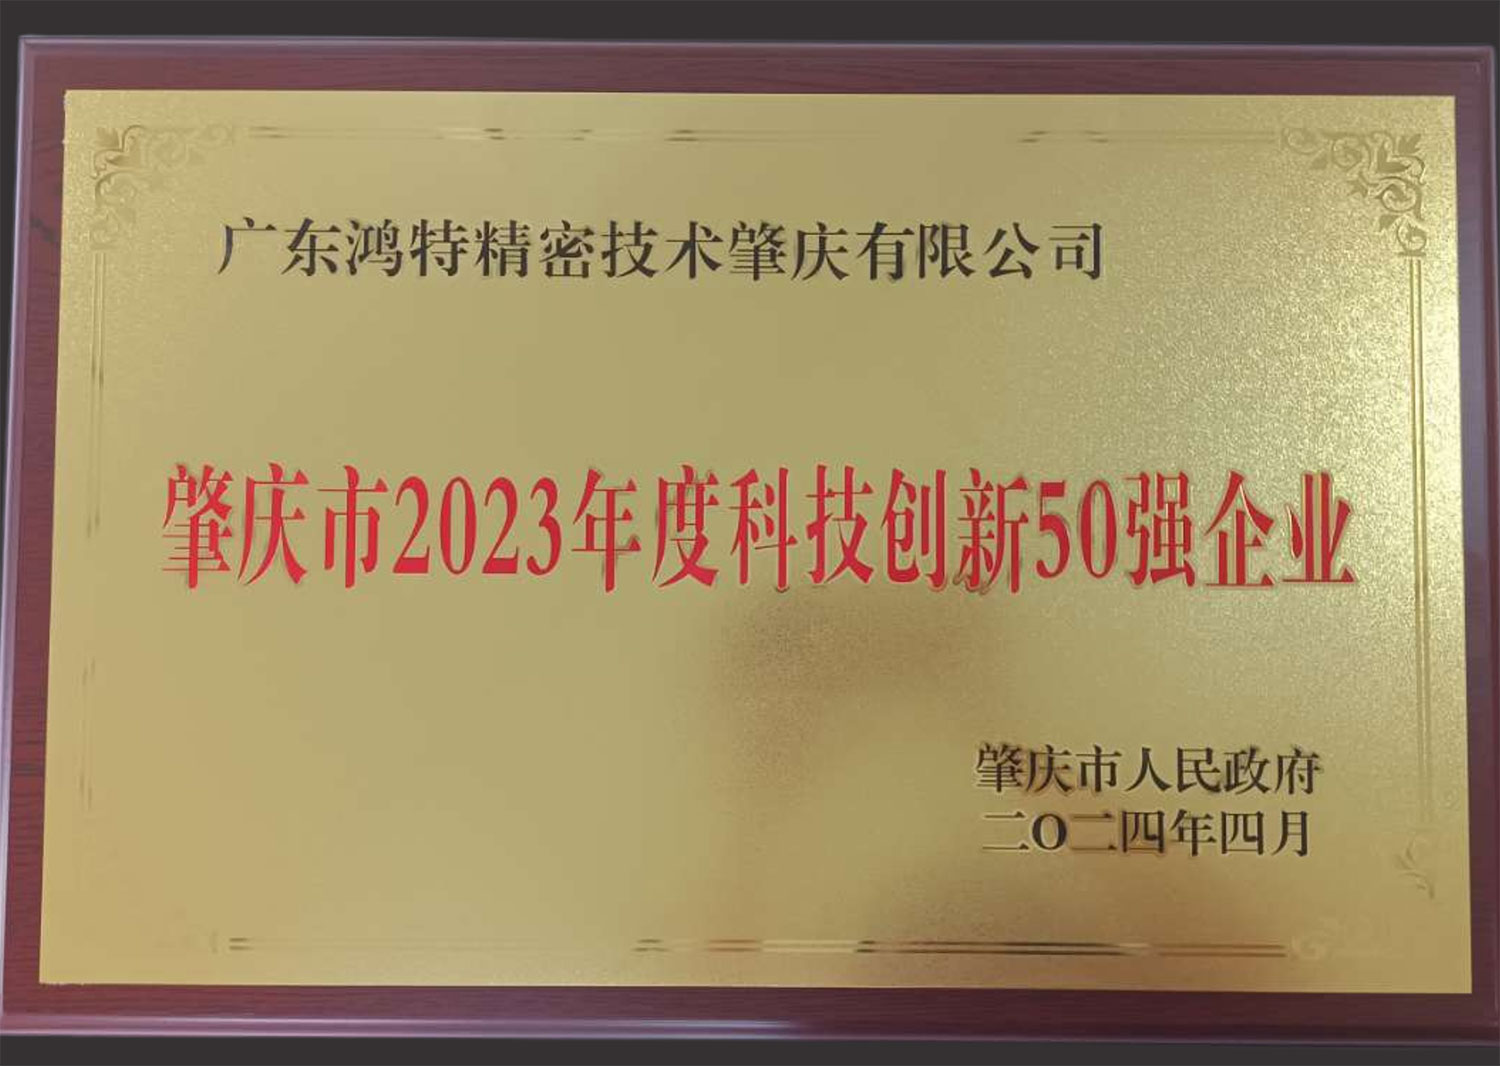 广东鸿特精密技术肇庆有限公司
肇庆市2023年度科技创新50强企业
肇庆市人民政府
二O二四年四月